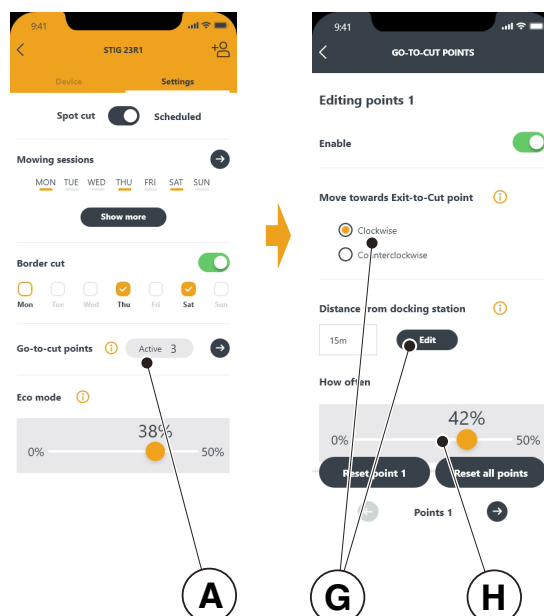 9:41
STIG 23R1
Device Settings
Spot cut Scheduled
Mowing sessions
MON TUE WED THU FRI SAT SUN
Show more
Border cut
Mon Tue Wed Thu Fri Sat Sun
Go-to-cut points Active 3
Eco mode
38%
0% 50%
A
9:41
GO-TO-CUT POINTS
Editing points 1
Enable
Move towards Exit-to-Cut point
Clockwise
Counterclockwise
Distance from docking station
15m Edit
How often
42%
0% 50%
Reset point 1 Reset all points
Points 1
G H